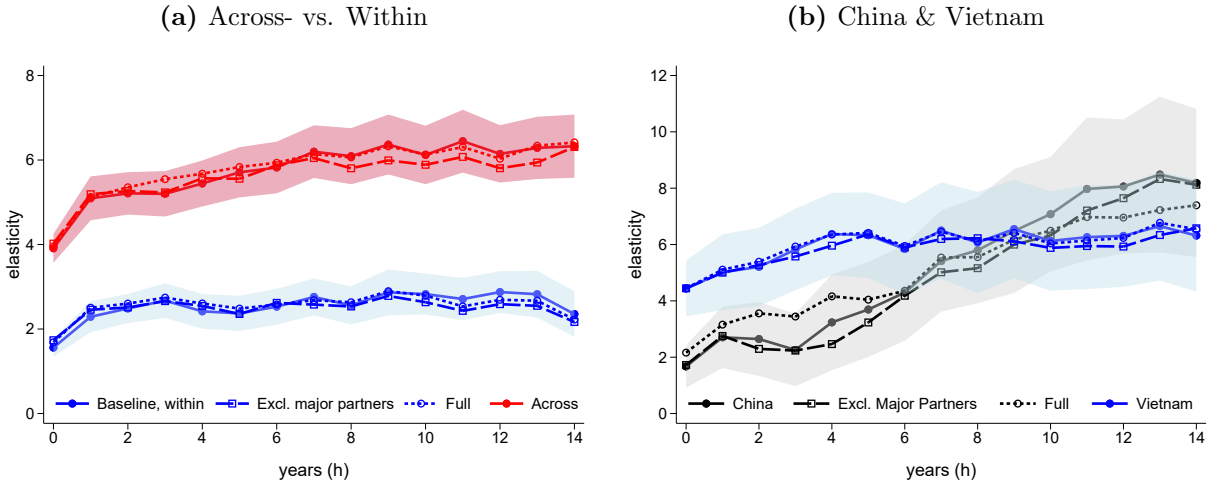 (a) Across- vs. Within
8
6
4
2
0
elasticity
Baseline, within
Excl. major partners
Full
Across
0 2 4 6 8 10 12 14
years (h)
(b) China & Vietnam
12
10
8
6
4
2
0
elasticity
China
Excl. Major Partners
Full
Vietnam
0 2 4 6 8 10 12 14
years (h)